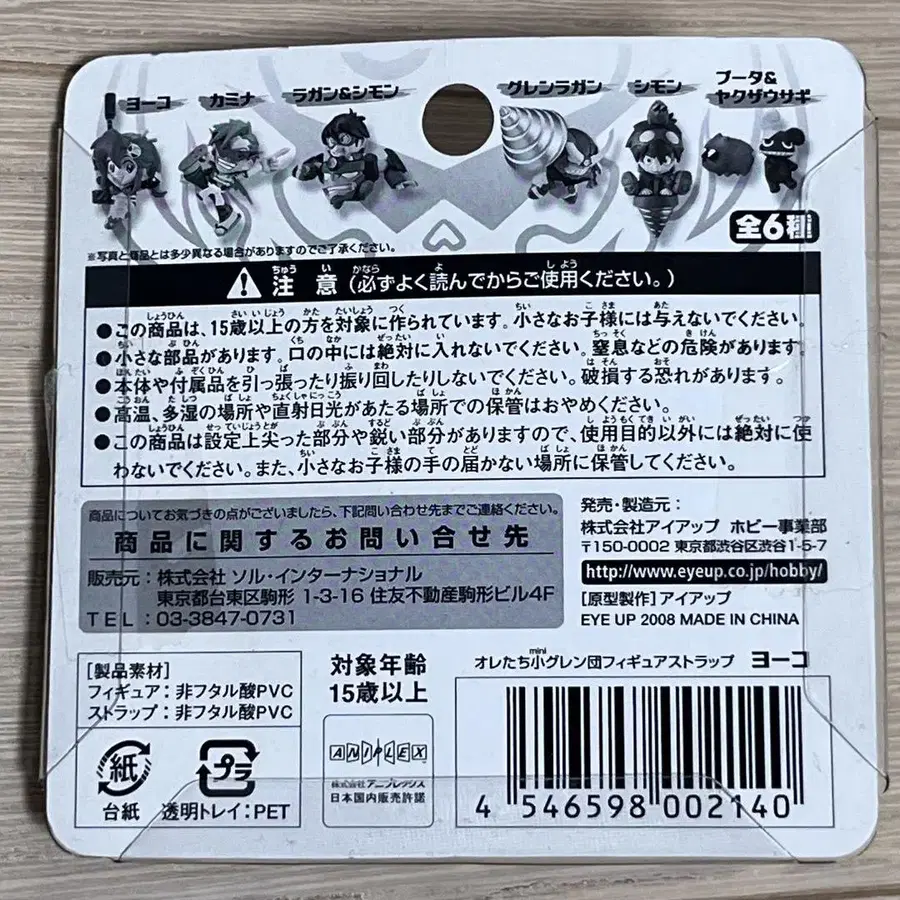 ヨーコ
カミナ
ラガン&シモン
グレンラガン
シモン
ブータ&
ヤクザウサギ
全6種
※写真と商品とは多少異なる場合がありますのでご了承ください。
注意(必ずよく読んでからご使用ください。)
●この商品は、15歳以上の方を対象に作られています。小さなお子様には与えないでください。
●小さな部品があります。口の中には絶対に入れないでください。窒息などの危険があります。
●本体や付属品を引っ張ったり振り回したりしないでください。破損する恐れがあります。
●高温、多湿の場所や直射日光があたる場所での保管はおやめください。
●この商品は設定上尖った部分や鋭い部分がありますので、使用目的以外には絶対に使
わないでください。また、小さなお子様の手の届かない場所に保管してください。
商品についてお気づきの点がございましたら、下記問い合わせ先までご連絡ください。
商品に関するお問い合せ先
販売元:株式会社 ソル・インターナショナル
東京都台東区駒形 1-3-16 住友不動産駒形ビル4F
TEL:03-3847-0731
発売・製造元:
株式会社アイアップ ホビー事業部
〒150-0002 東京都渋谷区渋谷1-5-7
http://www.eyeup.co.jp/hobby/
[原型製作]アイアップ
EYE UP 2008 MADE IN CHINA
[製品素材]
フィギュア:非フタル酸PVC
ストラップ:非フタル酸PVC
紙
台紙
プラ
透明トレイ:PET
対象年齢
15歳以上
ANIPLEX
株式会社アニプレックス
日本国内販売許諾
mini
オレたち小グレン団フィギュアストラップ ヨーコ
4 546598 002140